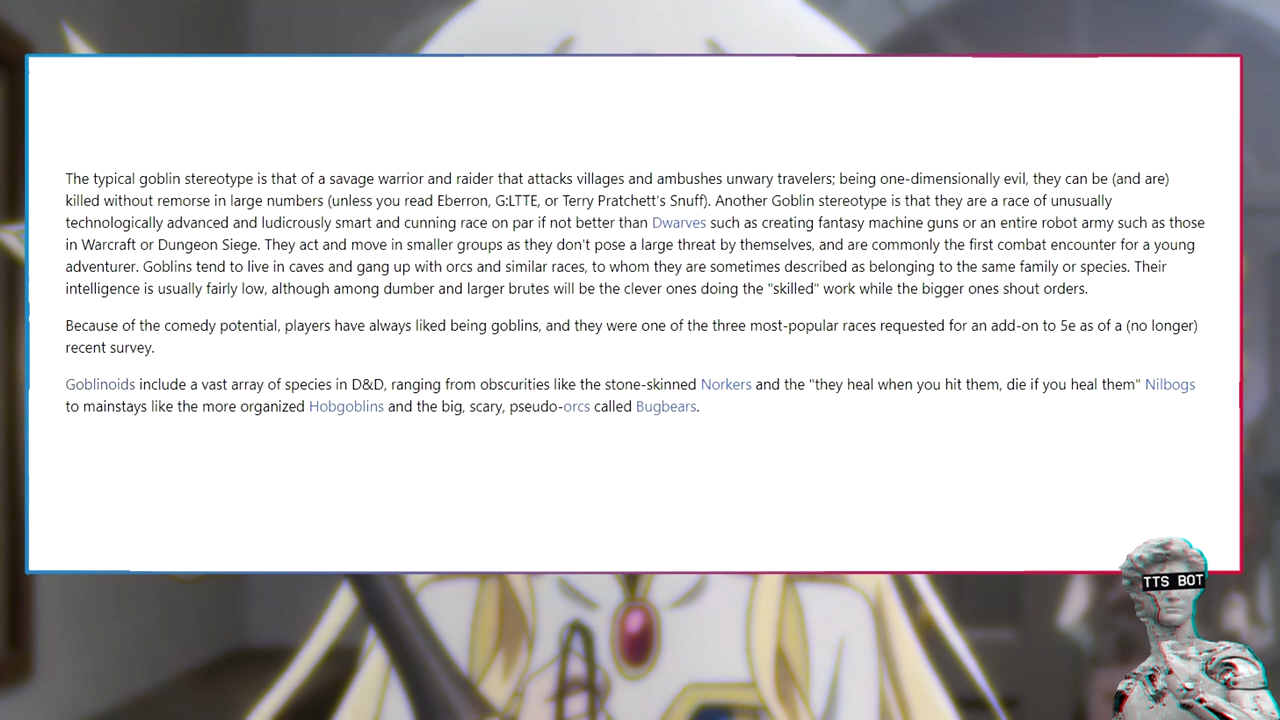 The typical goblin stereotype is that of a savage warrior and raider that attacks villages and ambushes unwary travelers; being one-dimensionally evil, they can be (and are)
killed without remorse in large numbers (unless you read Eberron, G:LTTE, or Terry Pratchett's Snuff). Another Goblin stereotype is that they are a race of unusually
technologically advanced and ludicrously smart and cunning race on par if not better than Dwarves such as creating fantasy machine guns or an entire robot army such as those
in Warcraft or Dungeon Siege. They act and move in smaller groups as they don't pose a large threat by themselves, and are commonly the first combat encounter for a young
adventurer. Goblins tend to live in caves and gang up with orcs and similar races, to whom they are sometimes described as belonging to the same family or species. Their
intelligence is usually fairly low, although among dumber and larger brutes will be the clever ones doing the "skilled" work while the bigger ones shout orders.
Because of the comedy potential, players have always liked being goblins, and they were one of the three most-popular races requested for an add-on to 5e as of a (no longer)
recent survey.
Goblinoids include a vast array of species in D&D, ranging from obscurities like the stone-skinned Norkers and the "they heal when you hit them, die if you heal them" Nilbogs
to mainstays like the more organized Hobgoblins and the big, scary, pseudo-orcs called Bugbears.
TTS BOT